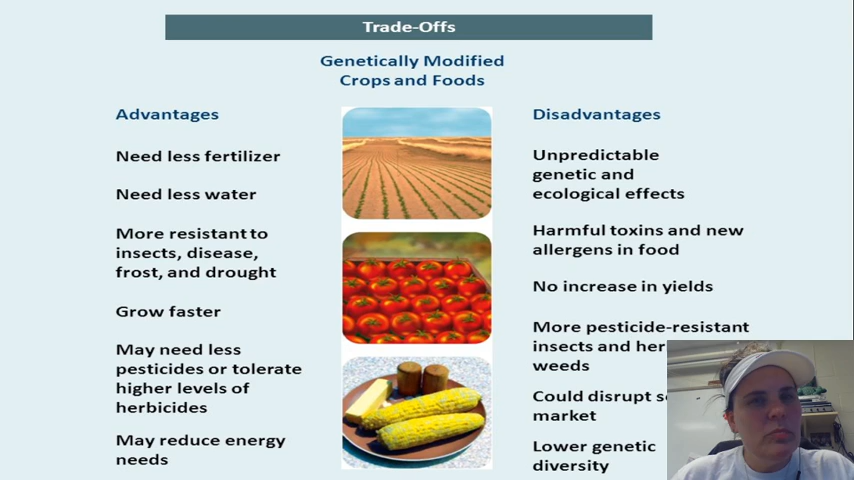 Trade-Offs
Genetically Modified
Crops and Foods
Advantages
Need less fertilizer
Need less water
More resistant to
insects, disease,
frost, and drought
Grow faster
May need less
pesticides or tolerate
higher levels of
herbicides
May reduce energy
needs
Disadvantages
Unpredictable
genetic and
ecological effects
Harmful toxins and new
allergens in food
No increase in yields
More pesticide-resistant
insects and
weeds
Could disrupt
market
Lower genetic
diversity